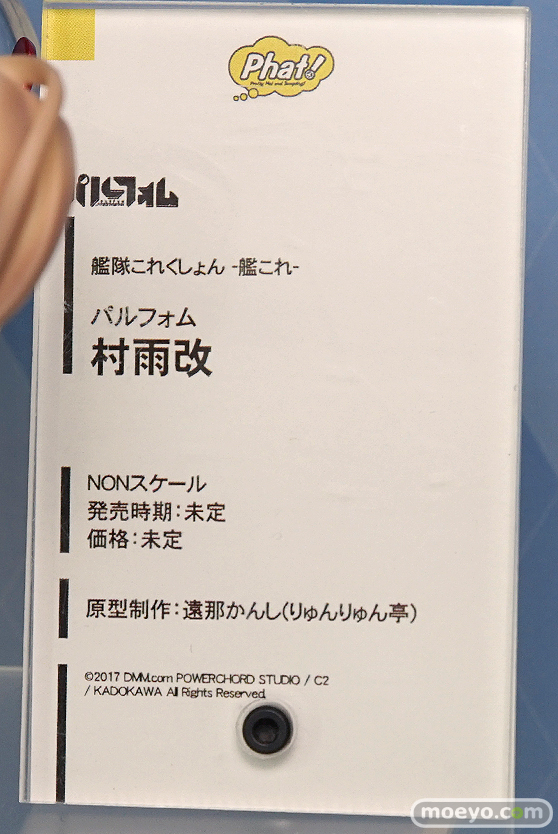 Phat!
パルフォム
艦隊これくしょん -艦これ-
パルフォム
村雨改
NONスケール
発売時期：未定
価格：未定
原型制作：遠那かんし(りゅんりゅん亭)
©2017 DMM.com POWERCHORD STUDIO / C2
/ KADOKAWA All Rights Reserved.
moeyo.com